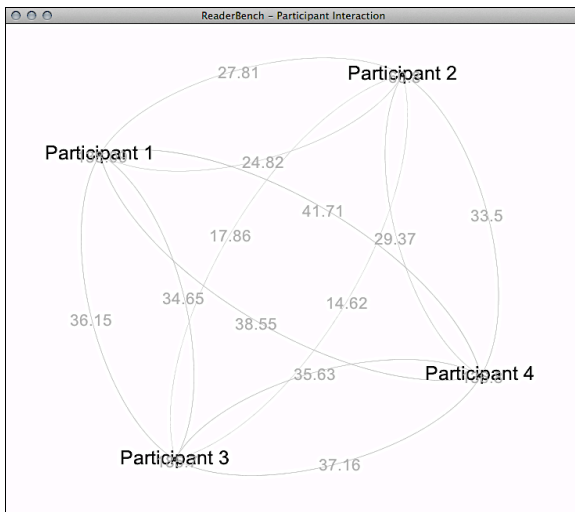 ReaderBench - Participant Interaction
27.81
Participant 2
Participant 1
24.82
41.71
33.5
17.86
29.37
34.65
14.62
36.15
38.55
35.63
Participant 4
Participant 3
37.16